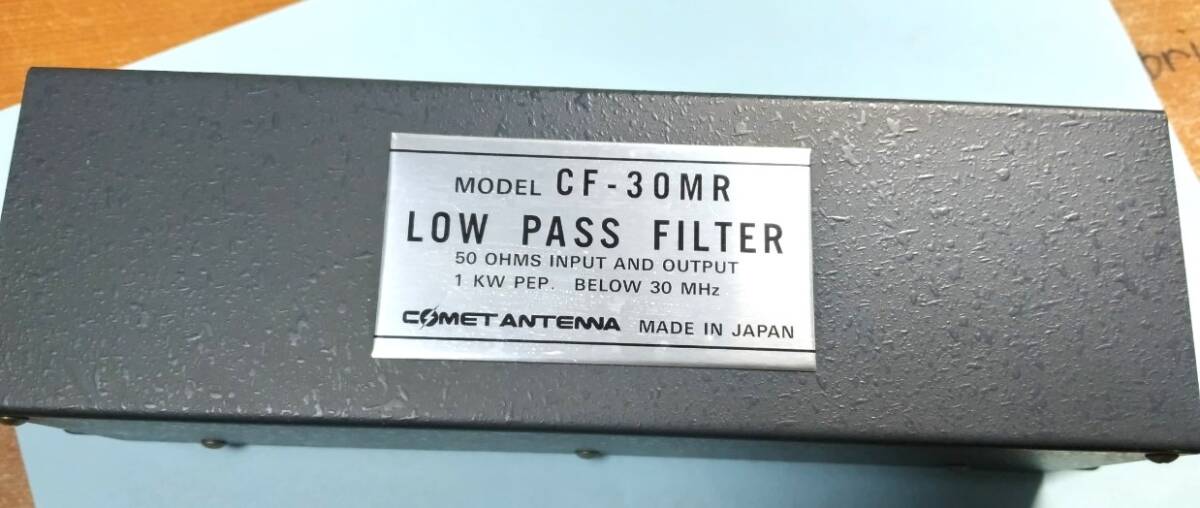 MODEL CF-30MR
LOW PASS FILTER
50 OHMS INPUT AND OUTPUT
1 KW PEP. BELOW 30 MHz
COMET ANTENNA MADE IN JAPAN